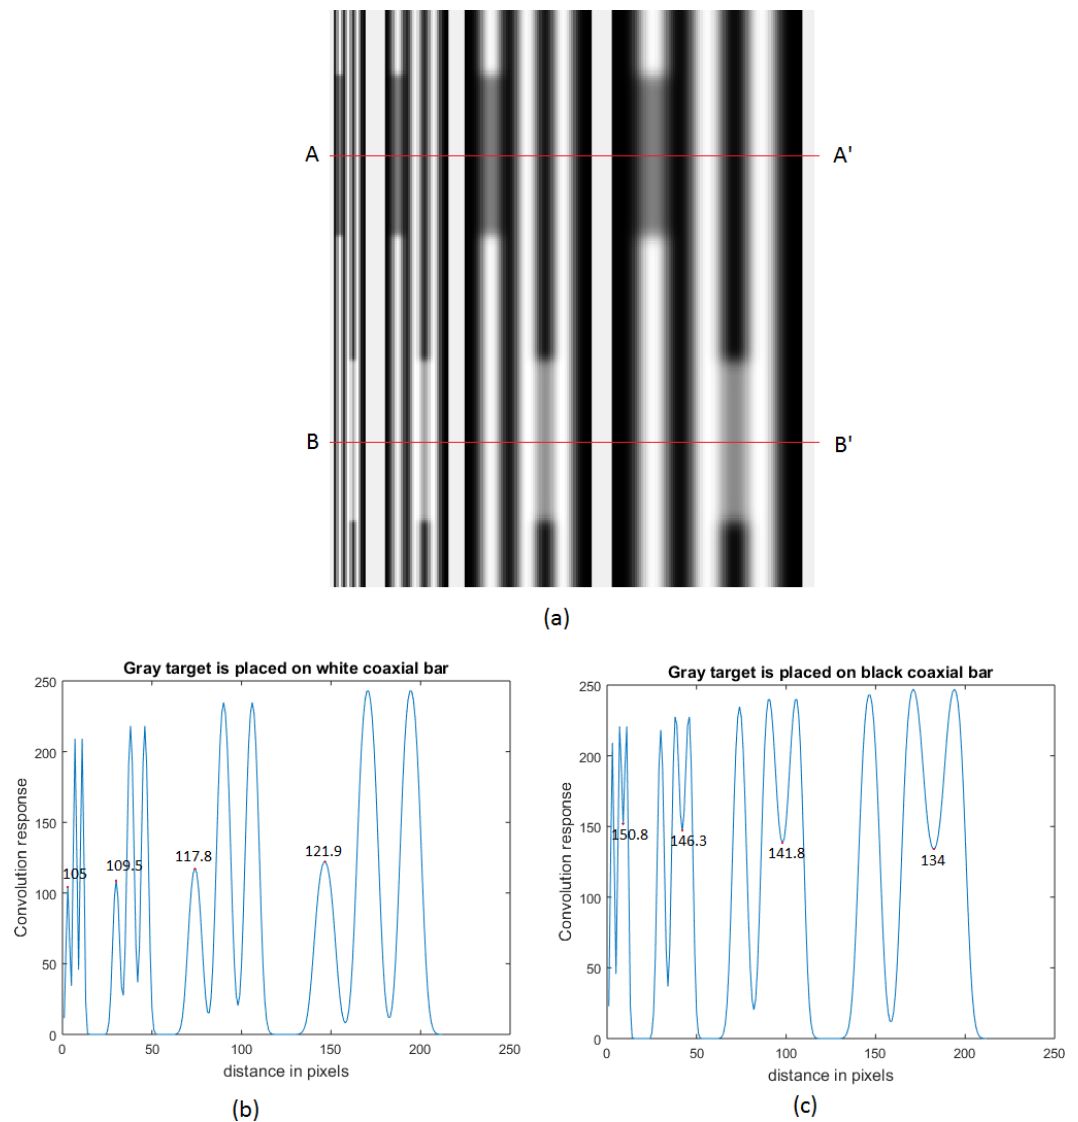 A A'
B B'
(a)
Gray target is placed on white coaxial bar
250
200
150
100
50
0
0 50 100 150 200 250
Convolution response
distance in pixels
105
109.5
117.8
121.9
(b)
Gray target is placed on black coaxial bar
250
200
150
100
50
0
0 50 100 150 200 250
Convolution response
distance in pixels
150.8
146.3
141.8
134
(c)